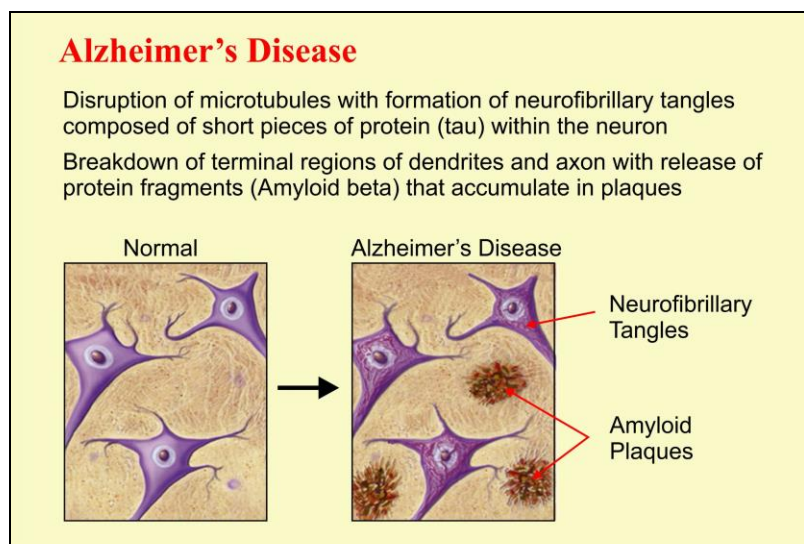 Alzheimer’s Disease
Disruption of microtubules with formation of neurofibrillary tangles
composed of short pieces of protein (tau) within the neuron
Breakdown of terminal regions of dendrites and axon with release of
protein fragments (Amyloid beta) that accumulate in plaques
Normal
Alzheimer’s Disease
Neurofibrillary
Tangles
Amyloid
Plaques